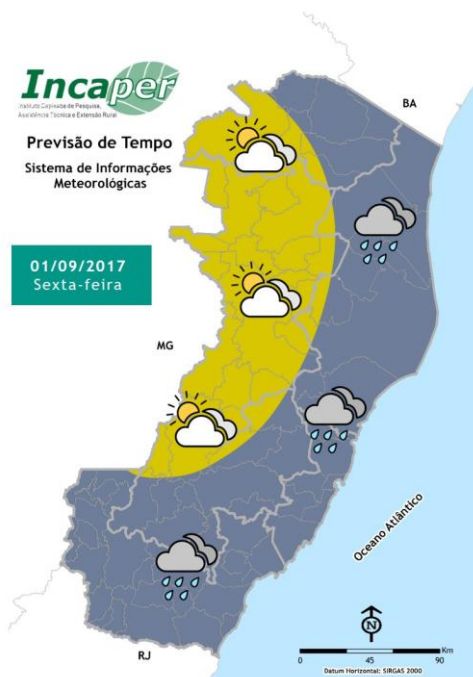 Incaper
Instituto Capixaba de Pesquisa,
Assistência Técnica e Extensão Rural
Previsão de Tempo
Sistema de Informações
Meteorológicas
01/09/2017
Sexta-feira
BA
MG
RJ
Oceano Atlântico
N
Km
0 45 90
Datum Horizontal: SIRGAS 2000